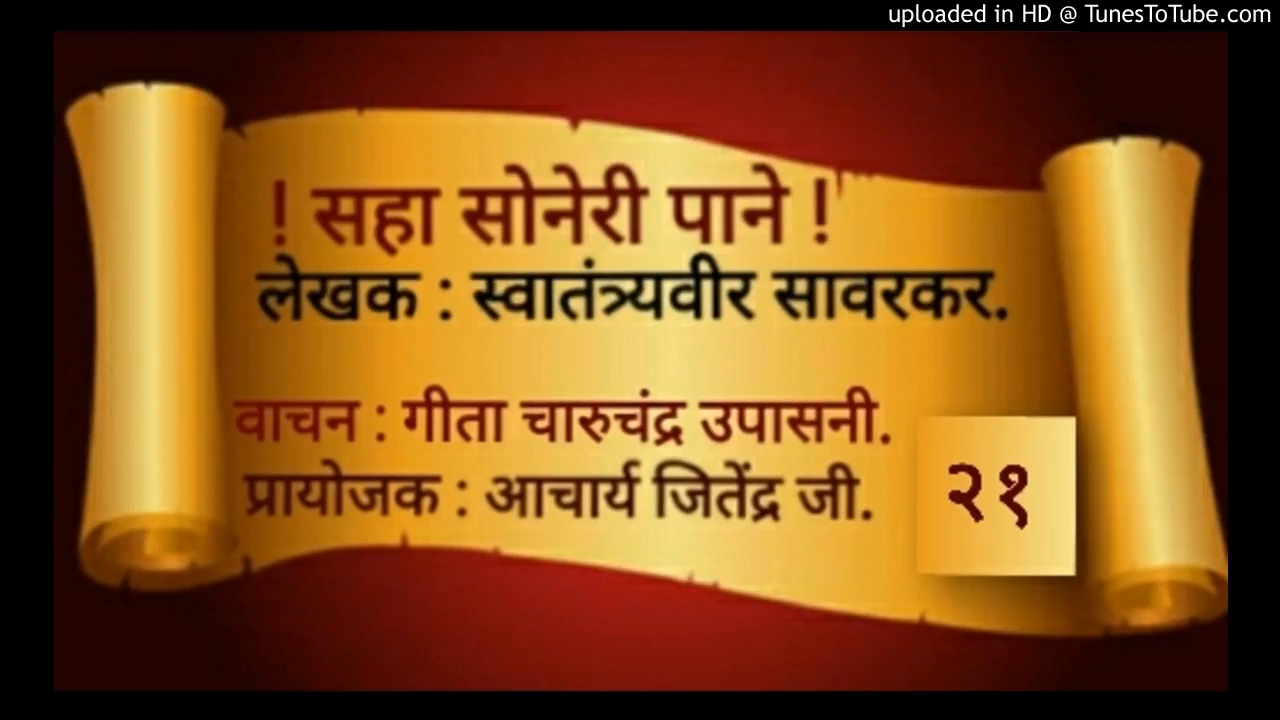 uploaded in HD @ TunesToTube.com
! सहा सोनेरी पाने !
लेखक : स्वातंत्र्यवीर सावरकर.
वाचन : गीता चारुचंद्र उपासनी.
प्रायोजक : आचार्य जितेंद्र जी.
२१